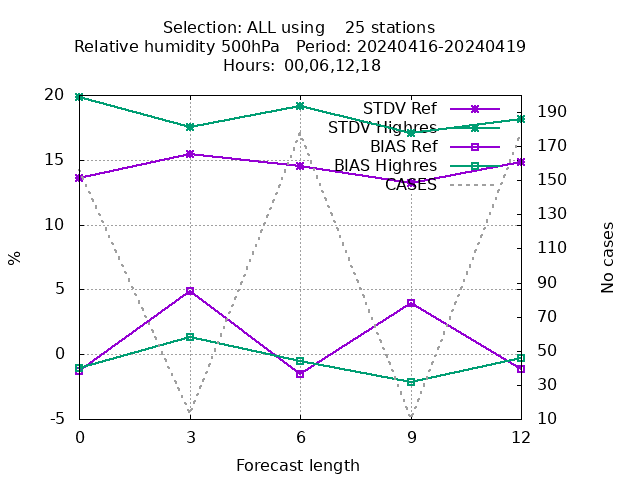 Selection: ALL using    25 stations
Relative humidity 500hPa   Period: 20240416-20240419
Hours: 00,06,12,18
STDV Ref
STDV Highres
BIAS Ref
BIAS Highres
CASES
20
15
10
5
0
-5
%
190
170
150
130
110
90
70
50
30
10
No cases
0 3 6 9 12
Forecast length